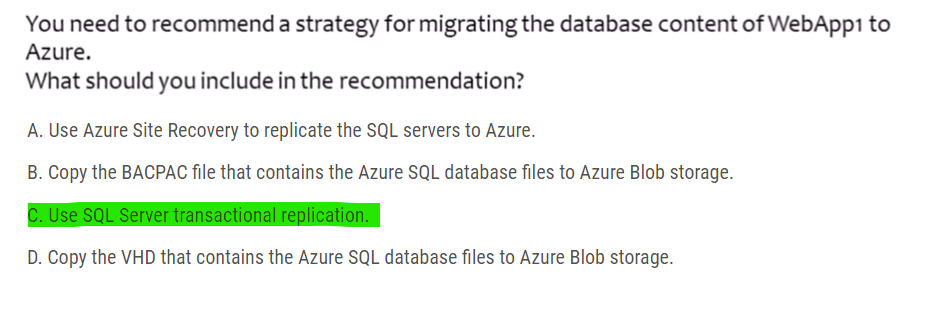 You need to recommend a strategy for migrating the database content of WebApp1 to
Azure.
What should you include in the recommendation?
A. Use Azure Site Recovery to replicate the SQL servers to Azure.
B. Copy the BACPAC file that contains the Azure SQL database files to Azure Blob storage.
C. Use SQL Server transactional replication.
D. Copy the VHD that contains the Azure SQL database files to Azure Blob storage.